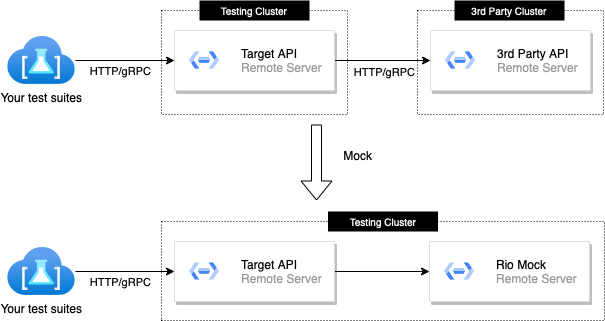 Testing Cluster
3rd Party Cluster
Target API
Remote Server
3rd Party API
Remote Server
HTTP/gRPC
HTTP/gRPC
Your test suites
Mock
Testing Cluster
Target API
Remote Server
Rio Mock
Remote Server
HTTP/gRPC
Your test suites